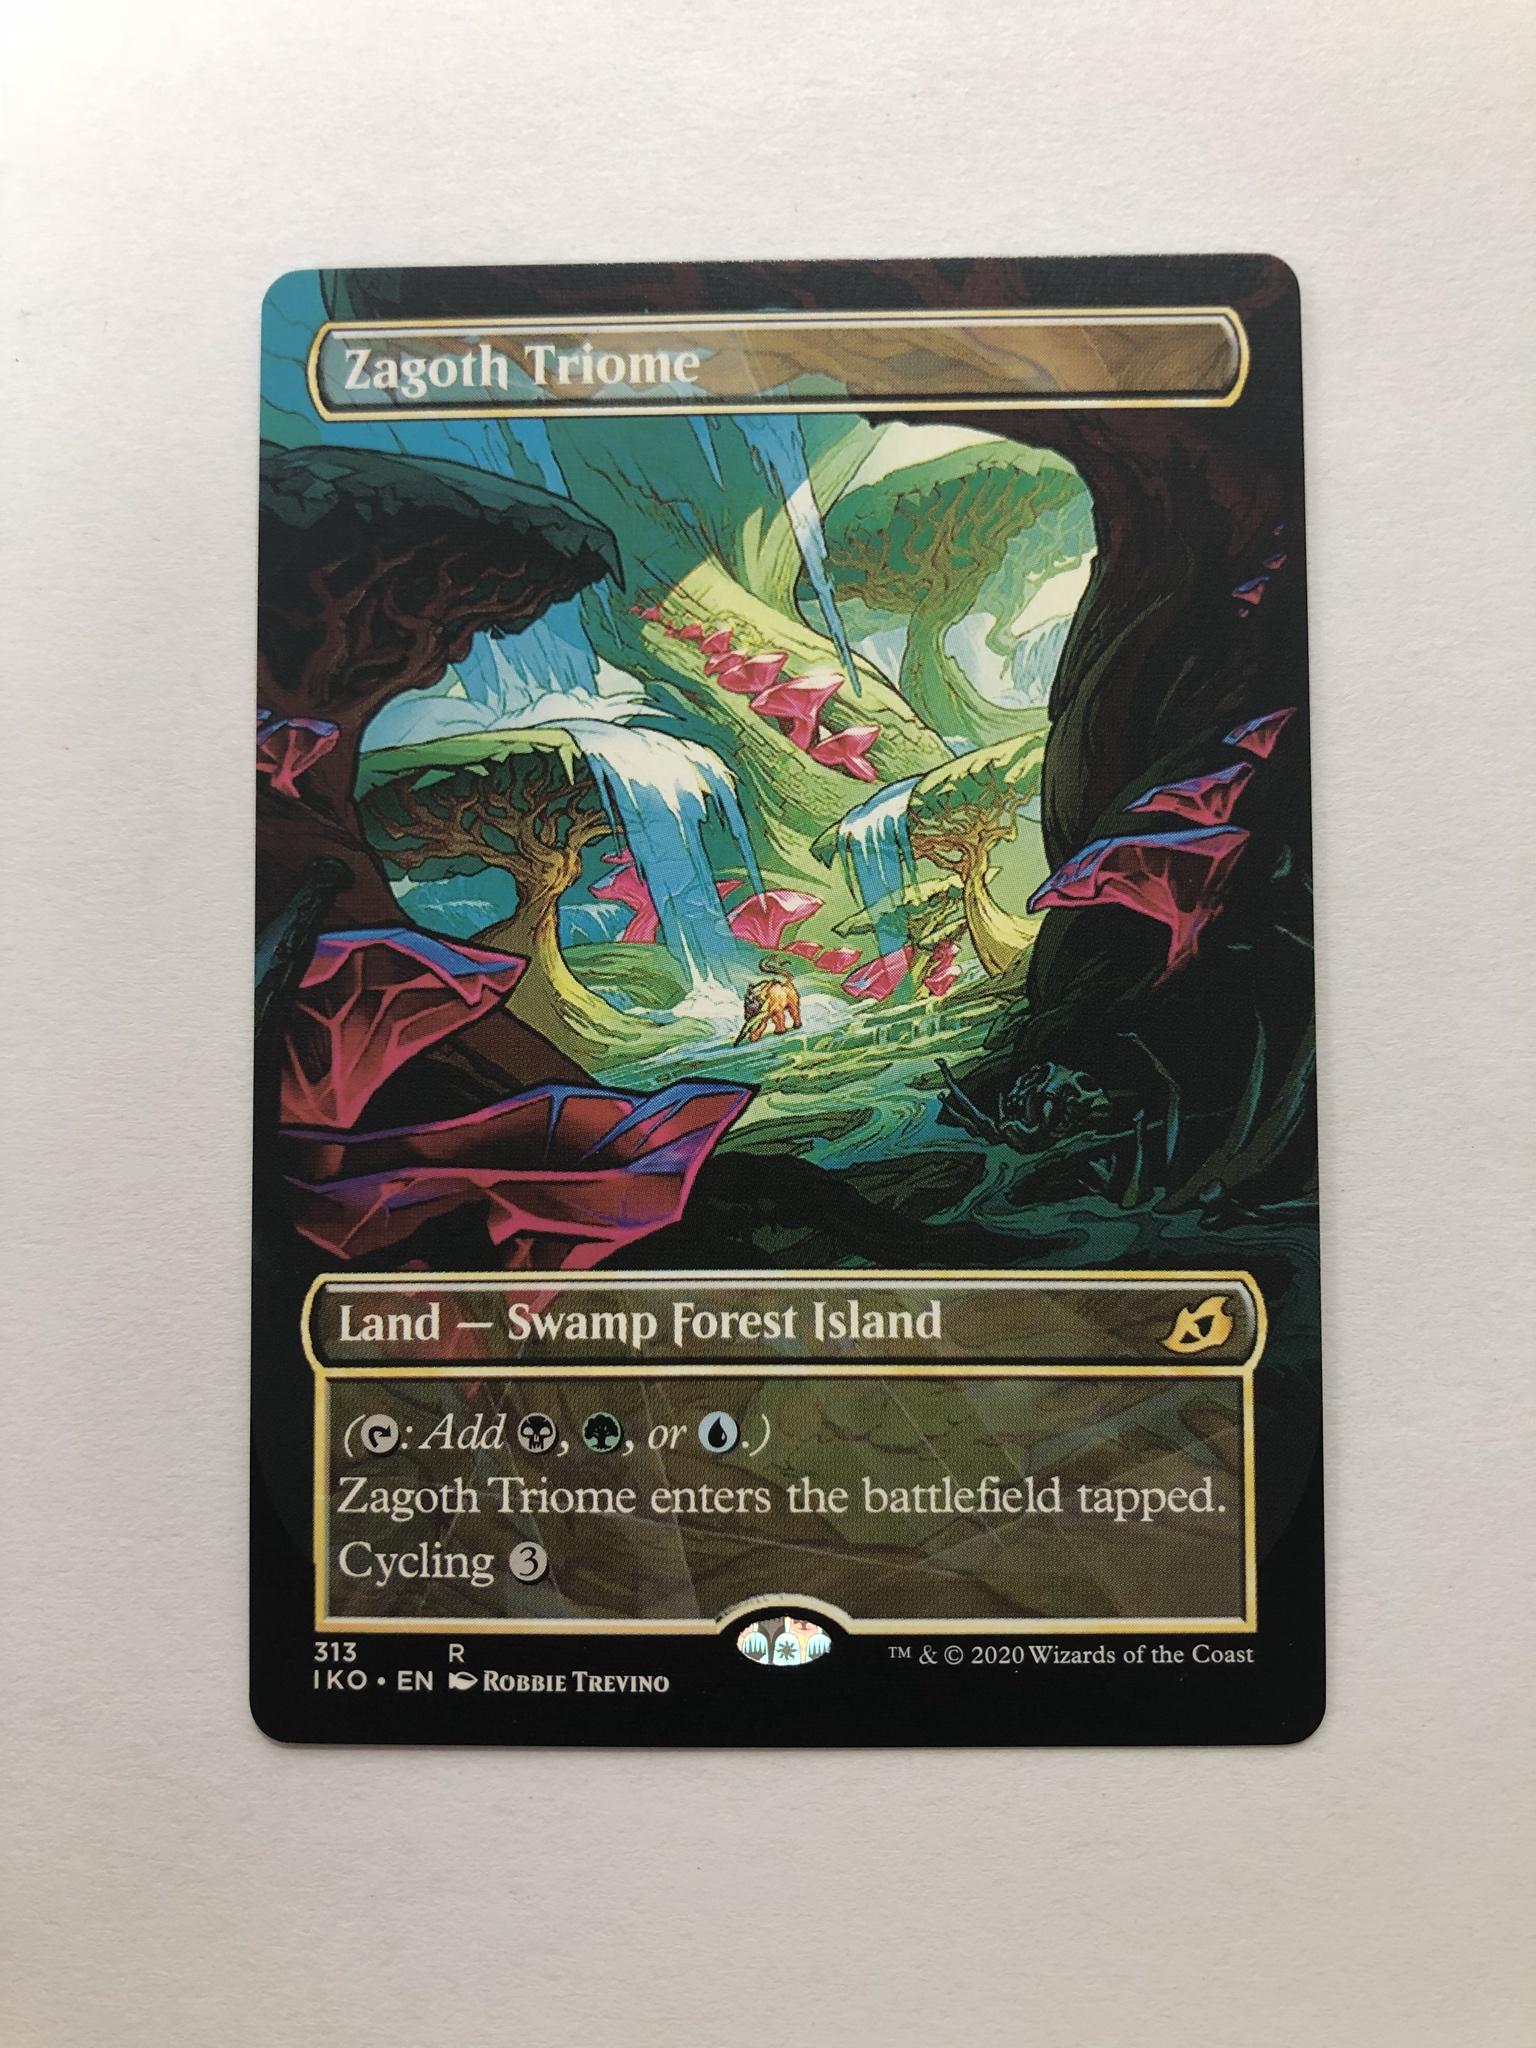 Zagoth Triome
Land — Swamp Forest Island
(: Add , , or .)
Zagoth Triome enters the battlefield tapped.
Cycling 3
313 R
IKO • EN ROBBIE TREVINO
™ & © 2020 Wizards of the Coast